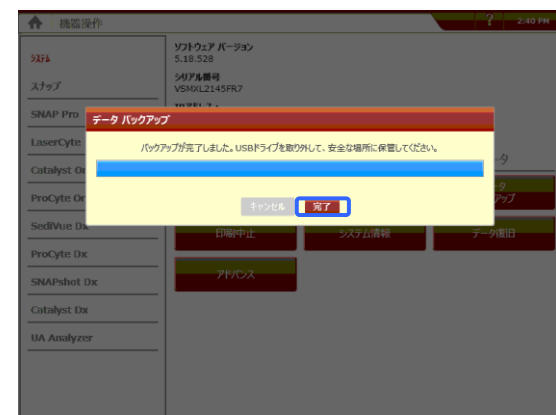 機器操作
?
2:40 PM
システム
ソフトウェア バージョン
5.18.528
シリアル番号
VSMXL2145FR7
スナップ
SNAP Pro
データ バックアップ
LaserCyte
バックアップが完了しました。USBドライブを取り外して、安全な場所に保管してください。
Catalyst On
ータ
ProCyte On
キャンセル
完了
アップ
SediVue Dx
印刷中止
システム情報
データ復旧
ProCyte Dx
SNAPshot Dx
アドバンス
Catalyst Dx
UA Analyzer